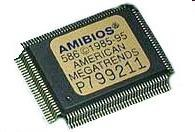 AMIBIOS®
586©1985-95
AMERICAN
MEGATRENDS
P799211